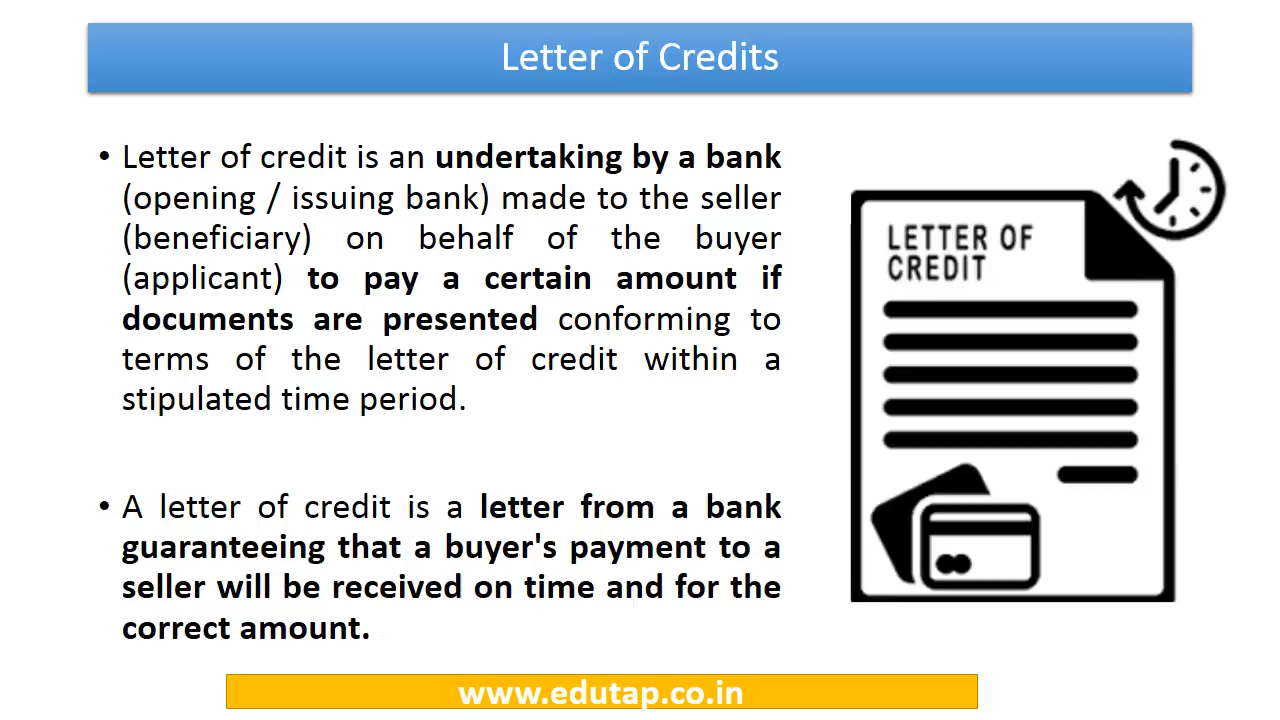 Letter of Credits
• Letter of credit is an undertaking by a bank
(opening / issuing bank) made to the seller
(beneficiary) on behalf of the buyer
(applicant) to pay a certain amount if
documents are presented conforming to
terms of the letter of credit within a
stipulated time period.
• A letter of credit is a letter from a bank
guaranteeing that a buyer's payment to a
seller will be received on time and for the
correct amount.
LETTER OF
CREDIT
www.edutap.co.in